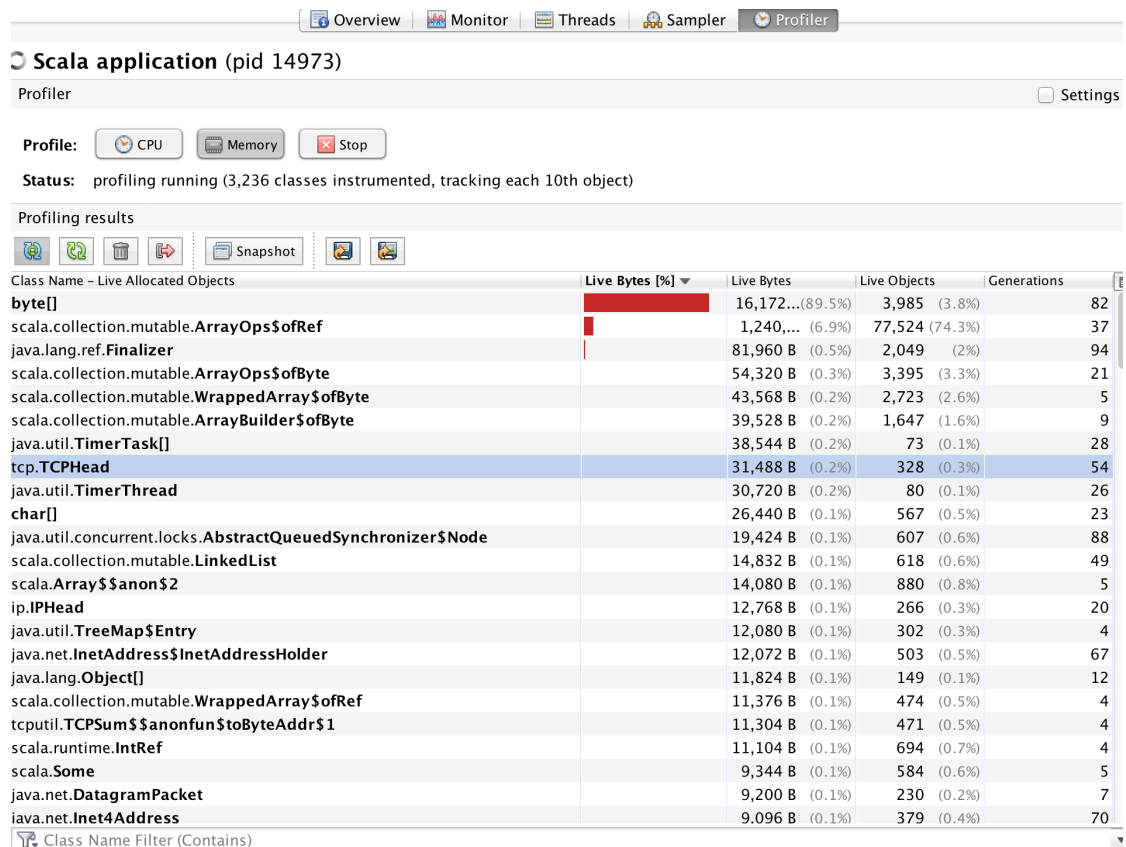 Overview Monitor Threads Sampler Profiler
Scala application (pid 14973)
Profiler Settings
Profile: CPU Memory Stop
Status: profiling running (3,236 classes instrumented, tracking each 10th object)
Profiling results
Snapshot
Class Name – Live Allocated Objects Live Bytes [%] Live Bytes Live Objects Generations
byte[] 16,172...(89.5%) 3,985 (3.8%) 82
scala.collection.mutable.ArrayOps$ofRef 1,240,... (6.9%) 77,524 (74.3%) 37
java.lang.ref.Finalizer 81,960 B (0.5%) 2,049 (2%) 94
scala.collection.mutable.ArrayOps$ofByte 54,320 B (0.3%) 3,395 (3.3%) 21
scala.collection.mutable.WrappedArray$ofByte 43,568 B (0.2%) 2,723 (2.6%) 5
scala.collection.mutable.ArrayBuilder$ofByte 39,528 B (0.2%) 1,647 (1.6%) 9
java.util.TimerTask[] 38,544 B (0.2%) 73 (0.1%) 28
tcp.TCPHead 31,488 B (0.2%) 328 (0.3%) 54
java.util.TimerThread 30,720 B (0.2%) 80 (0.1%) 26
char[] 26,440 B (0.1%) 567 (0.5%) 23
java.util.concurrent.locks.AbstractQueuedSynchronizer$Node 19,424 B (0.1%) 607 (0.6%) 88
scala.collection.mutable.LinkedList 14,832 B (0.1%) 618 (0.6%) 49
scala.Array$$anon$2 14,080 B (0.1%) 880 (0.8%) 5
ip.IPHead 12,768 B (0.1%) 266 (0.3%) 20
java.util.TreeMap$Entry 12,080 B (0.1%) 302 (0.3%) 4
java.net.InetAddress$InetAddressHolder 12,072 B (0.1%) 503 (0.5%) 67
java.lang.Object[] 11,824 B (0.1%) 149 (0.1%) 12
scala.collection.mutable.WrappedArray$ofRef 11,376 B (0.1%) 474 (0.5%) 4
tcputil.TCPSum$$anonfun$toByteAddr$1 11,304 B (0.1%) 471 (0.5%) 4
scala.runtime.IntRef 11,104 B (0.1%) 694 (0.7%) 4
scala.Some 9,344 B (0.1%) 584 (0.6%) 5
java.net.DatagramPacket 9,200 B (0.1%) 230 (0.2%) 7
java.net.Inet4Address 9,096 B (0.1%) 379 (0.4%) 70
Class Name Filter (Contains)